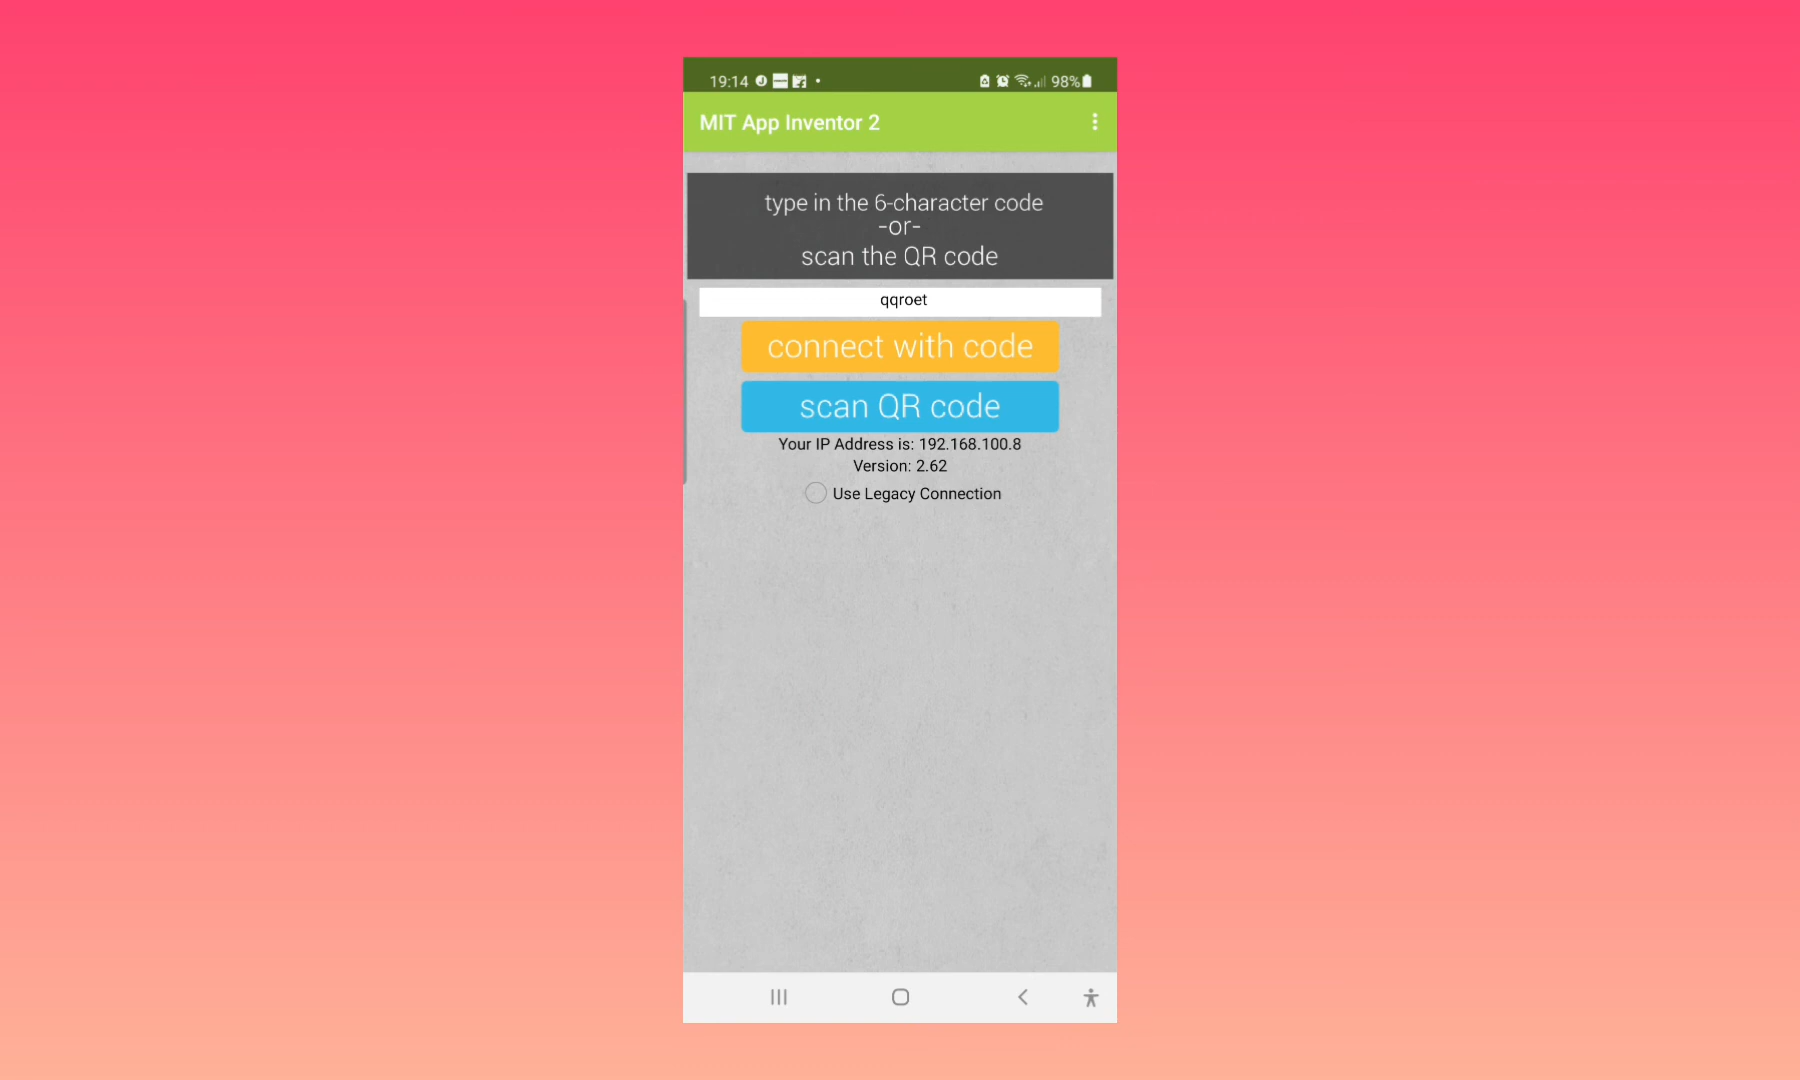 19:14 98%
MIT App Inventor 2
type in the 6-character code
-or-
scan the QR code
qqroet
connect with code
scan QR code
Your IP Address is: 192.168.100.8
Version: 2.62
Use Legacy Connection